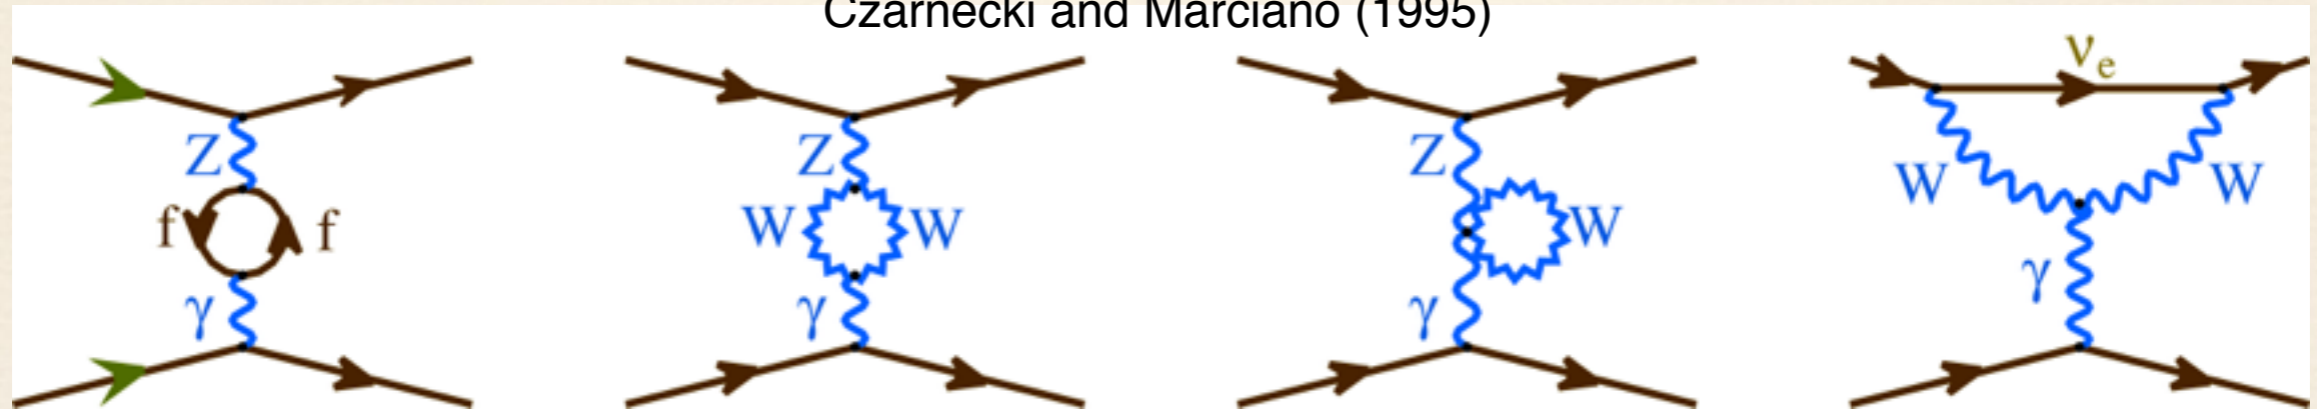 Czarnecki and Marciano (1995)
Z
f f
γ
Z
W W
γ
Z
W
γ
νe
W W
γ